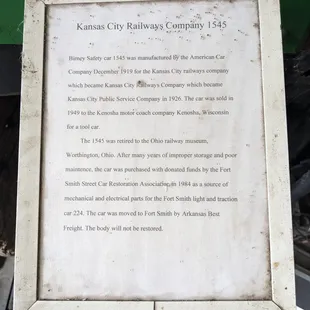 Kansas City Railways Company 1545
Birney Safety car 1545 was manufactured by the American Car
Company December 1919 for the Kansas City railways company
which became Kansas City Railways Company which became
Kansas City Public Service Company in 1926. The car was sold in
1949 to the Kenosha motor coach company Kenosha, Wisconsin
for a tool car.
The 1545 was retired to the Ohio railway museum,
Worthington, Ohio. After many years of improper storage and poor
maintence, the car was purchased with donated funds by the Fort
Smith Street Car Restoration Association in 1984 as a source of
mechanical and electrical parts for the Fort Smith light and traction
car 224. The car was moved to Fort Smith by Arkansas Best
Freight. The body will not be restored.